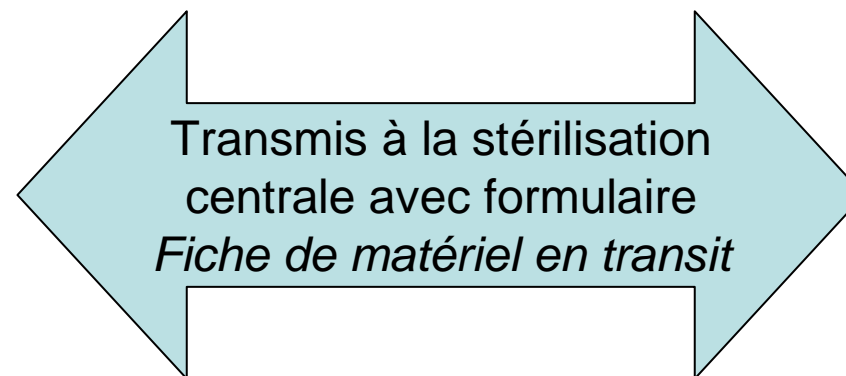 Transmis à la stérilisation
centrale avec formulaire
Fiche de matériel en transit